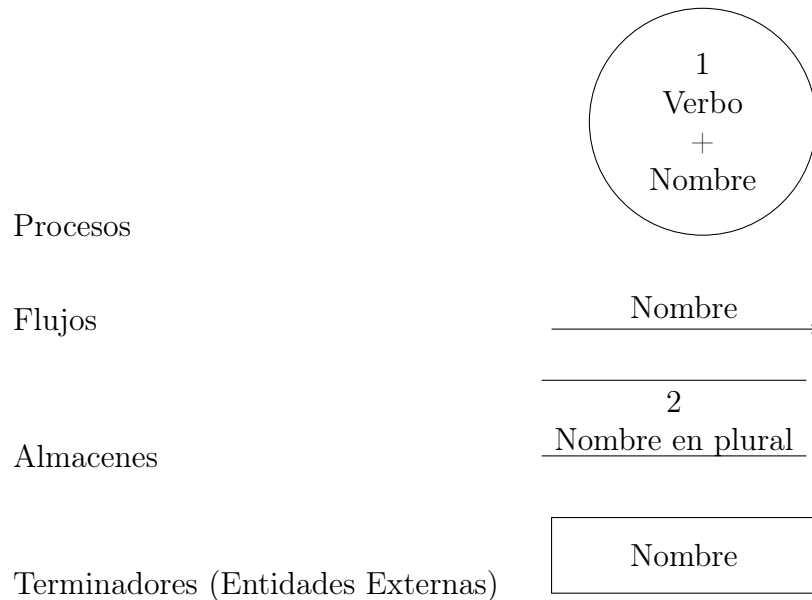 1
Verbo
+
Nombre
Procesos
Flujos
Nombre
2
Nombre en plural
Almacenes
Nombre
Terminadores (Entidades Externas)